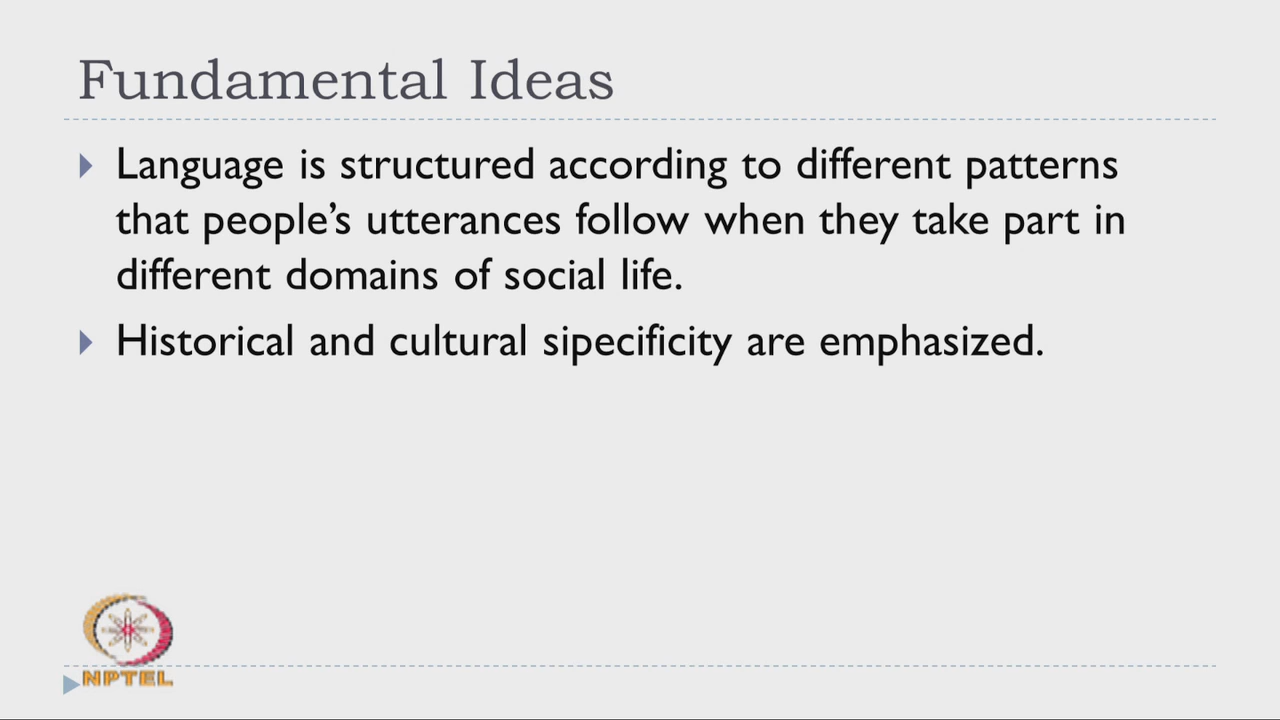 Fundamental Ideas
Language is structured according to different patterns
that people’s utterances follow when they take part in
different domains of social life.
Historical and cultural sipecificity are emphasized.
NPTEL